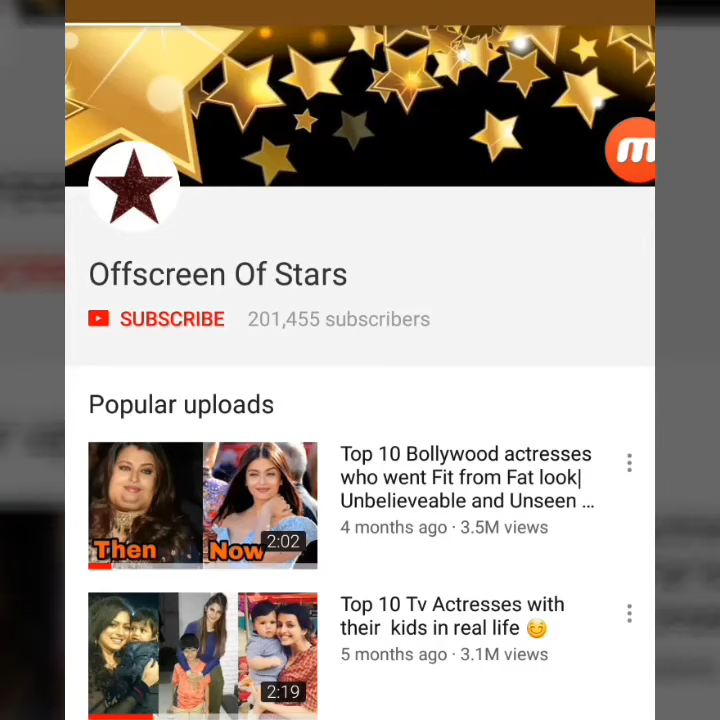 m
Offscreen Of Stars
SUBSCRIBE 201,455 subscribers
Popular uploads
Top 10 Bollywood actresses
who went Fit from Fat look|
Unbelieveable and Unseen ...
4 months ago · 3.5M views
Then Now 2:02
Top 10 Tv Actresses with
their kids in real life 😊
5 months ago · 3.1M views
2:19